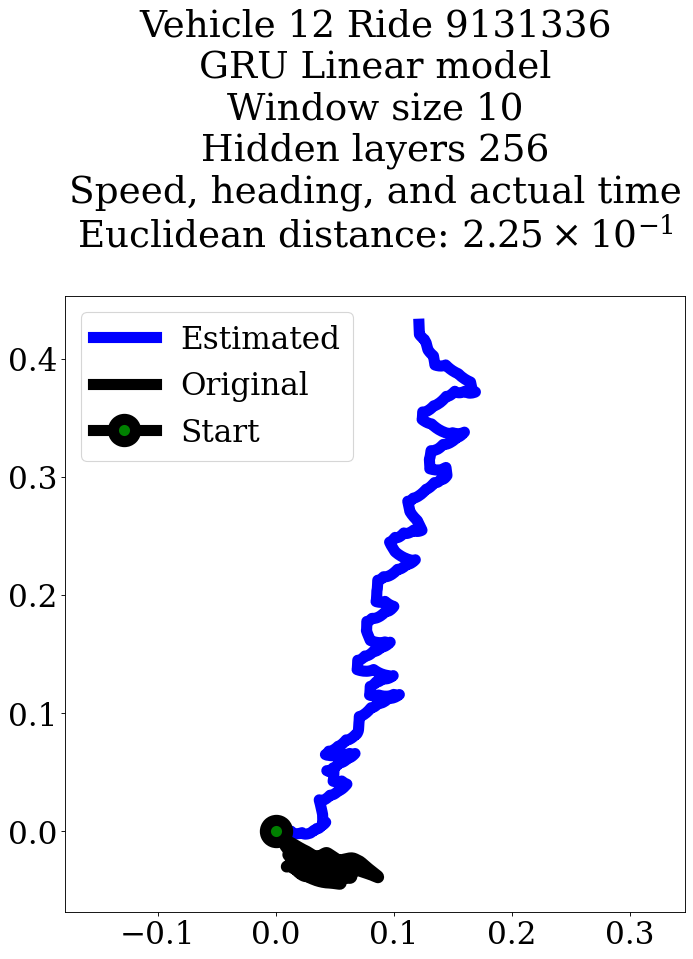 Vehicle 12 Ride 9131336
GRU Linear model
Window size 10
Hidden layers 256
Speed, heading, and actual time
Euclidean distance: 2.25 × 10⁻¹
Estimated
Original
Start
0.4
0.3
0.2
0.1
0.0
−0.1 0.0 0.1 0.2 0.3